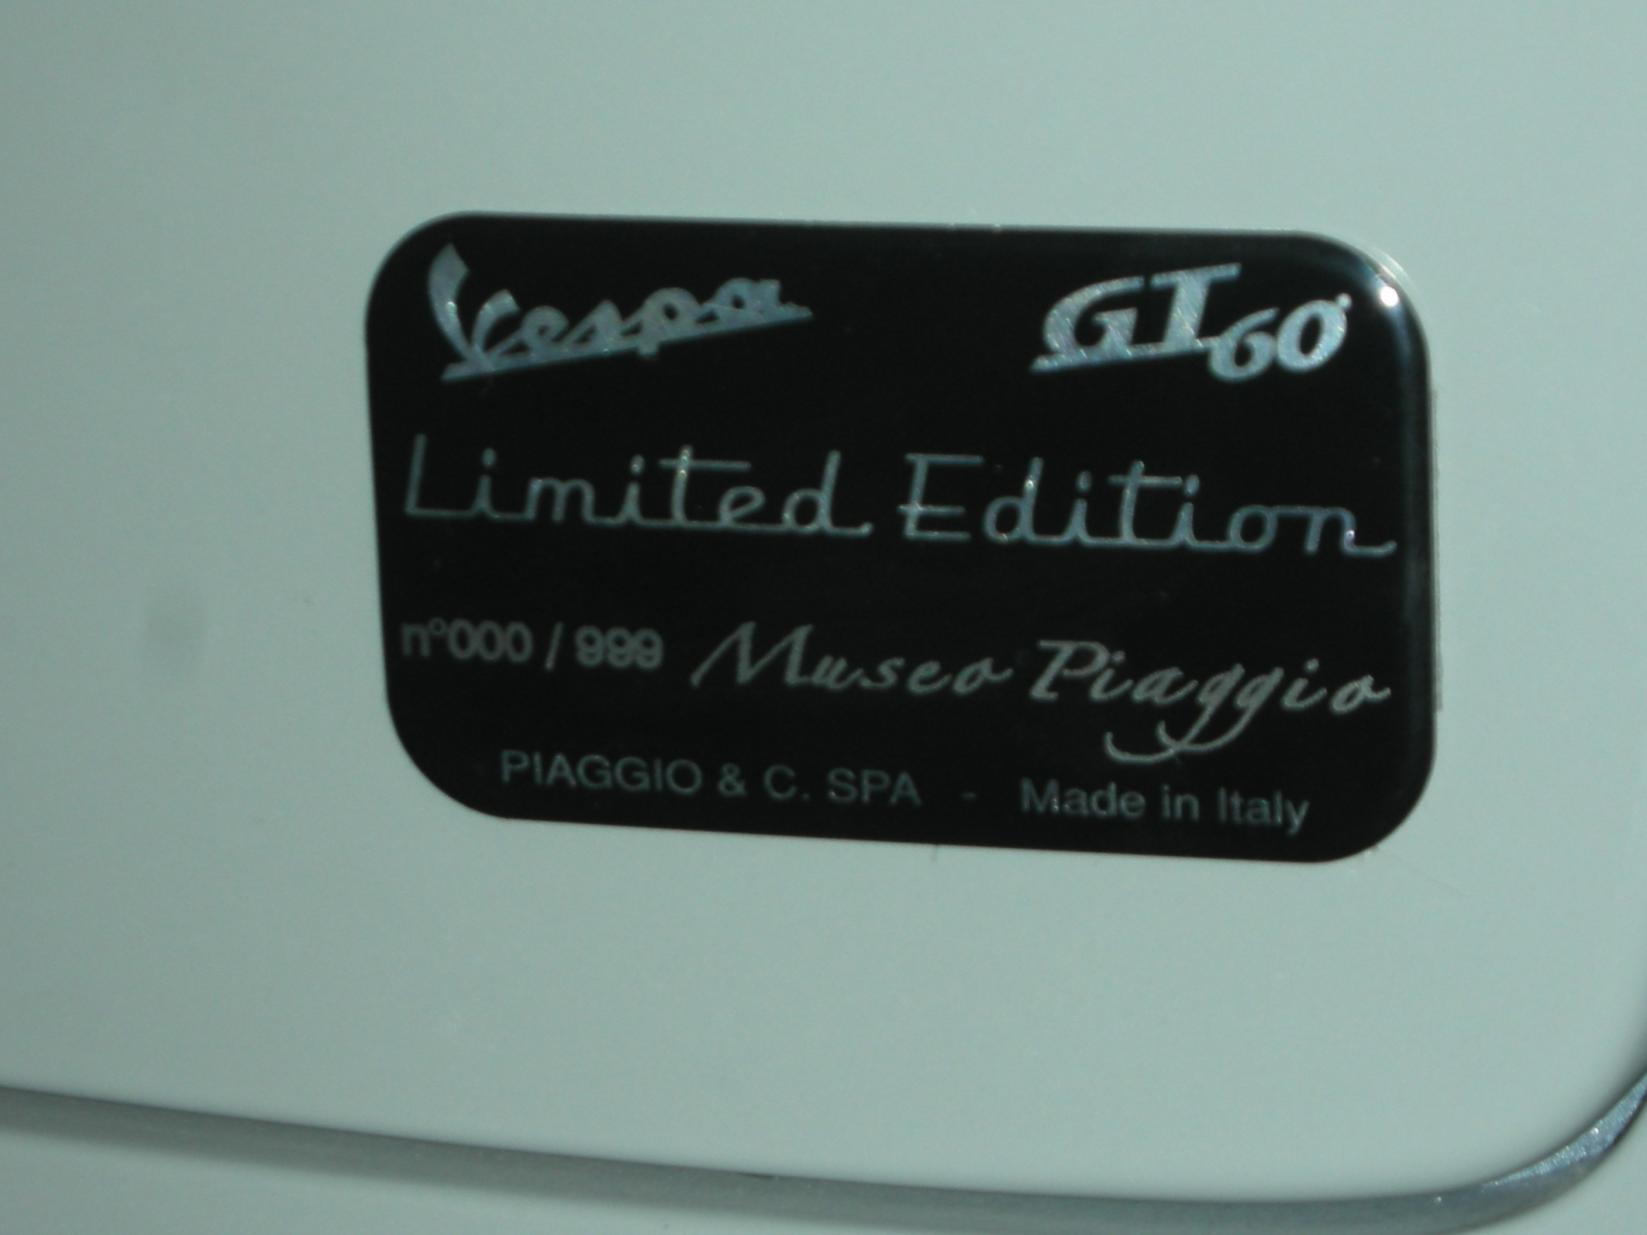 Vespa GT60°
Limited Edition
n°000 / 999 Museo Piaggio
PIAGGIO & C. SPA - Made in Italy